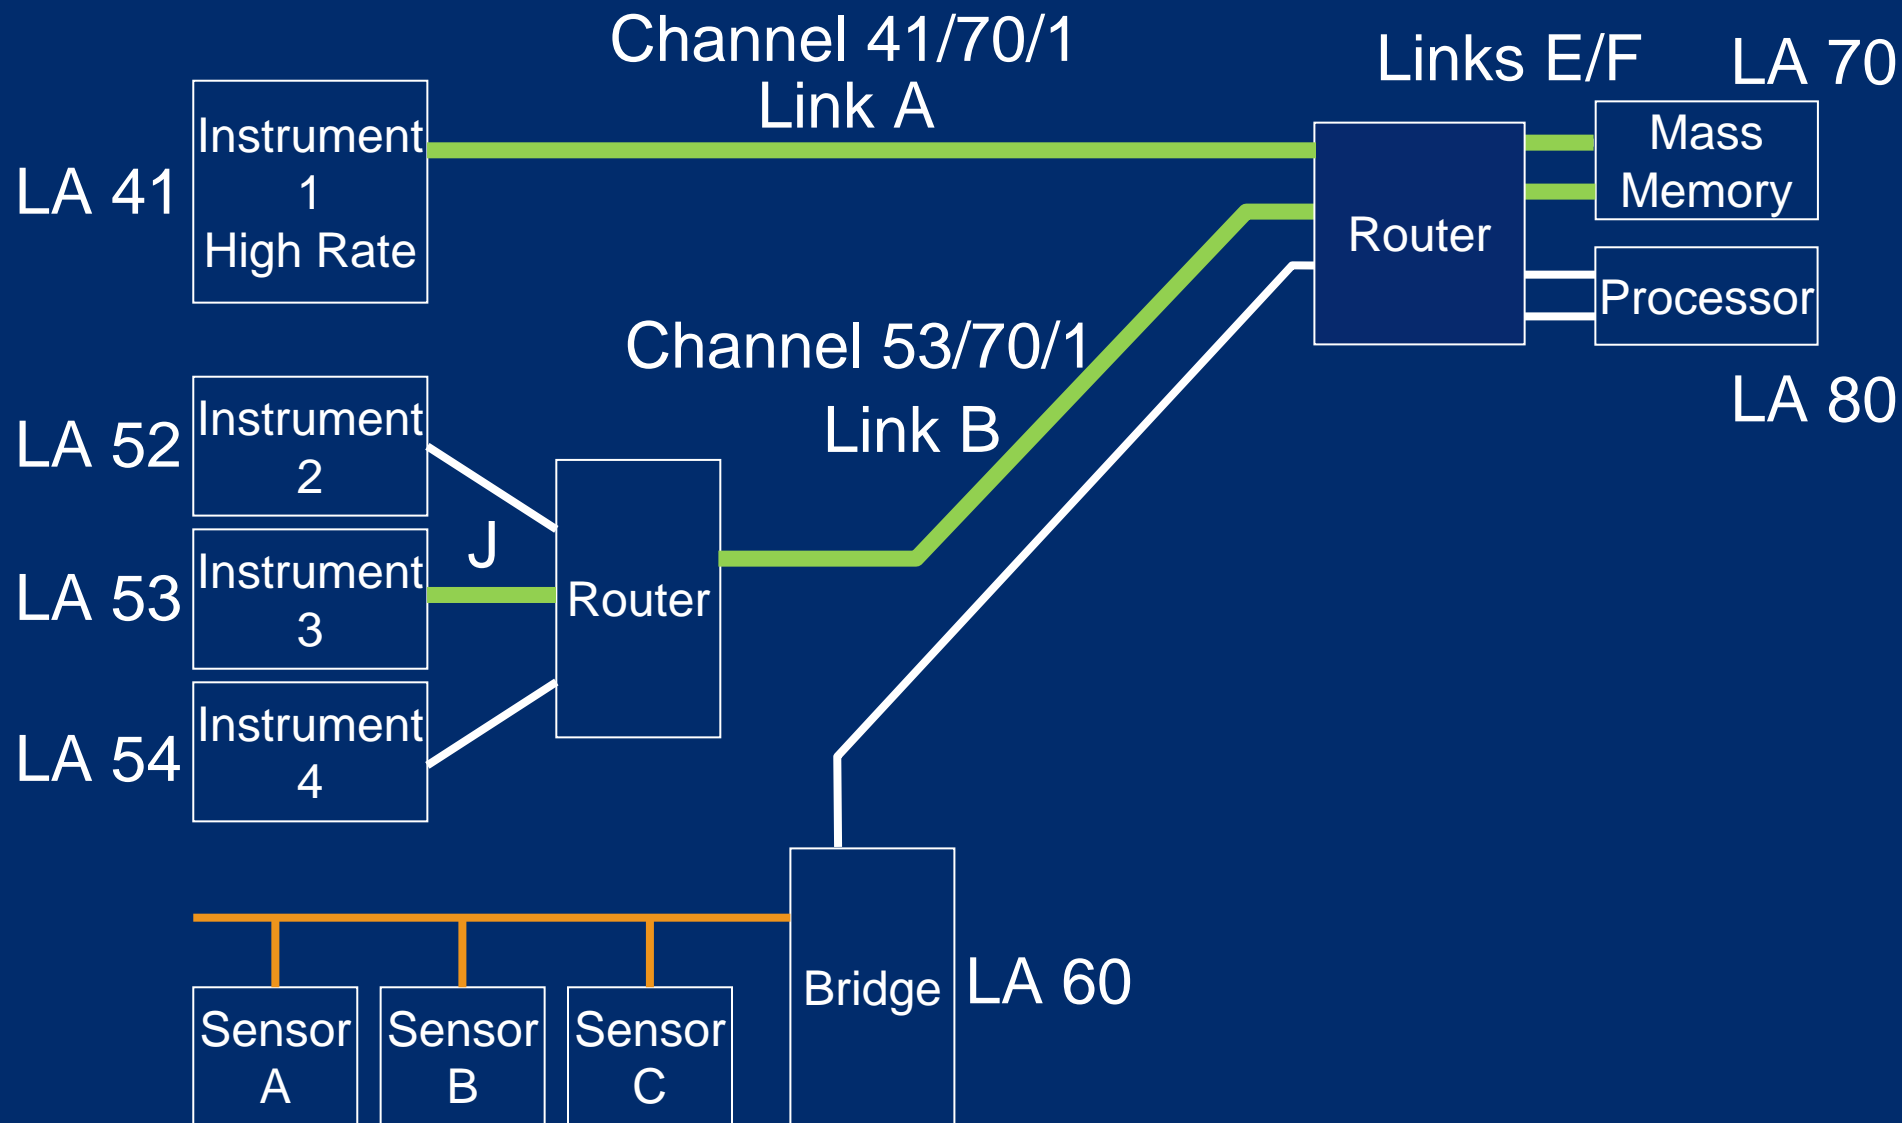 Channel 41/70/1
Link A
Links E/F
LA 70
LA 41
Instrument
1
High Rate
Router
Mass
Memory
Processor
LA 80
Channel 53/70/1
Link B
LA 52
Instrument
2
J
LA 53
Instrument
3
Router
LA 54
Instrument
4
Bridge
LA 60
Sensor
A
Sensor
B
Sensor
C